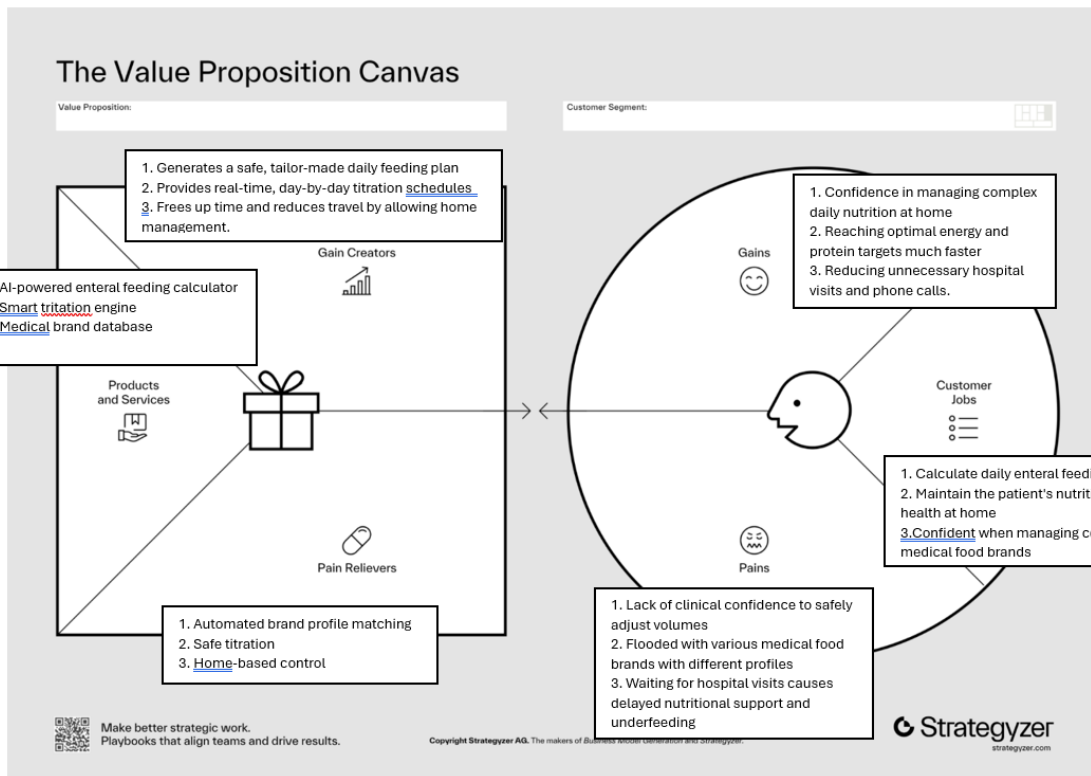 The Value Proposition Canvas
Value Proposition:
Customer Segment:
1. Generates a safe, tailor-made daily feeding plan
2. Provides real-time, day-by-day titration schedules
3. Frees up time and reduces travel by allowing home
management.
Gain Creators
AI-powered enteral feeding calculator
Smart tritation engine
Medical brand database
Products
and Services
Pain Relievers
1. Automated brand profile matching
2. Safe titration
3. Home-based control
1. Confidence in managing complex
daily nutrition at home
2. Reaching optimal energy and
protein targets much faster
3. Reducing unnecessary hospital
visits and phone calls.
Gains
Customer
Jobs
1. Calculate daily enteral
2. Maintain the patient's
health at home
3.Confident when managing
medical food brands
Pains
1. Lack of clinical confidence to safely
adjust volumes
2. Flooded with various medical food
brands with different profiles
3. Waiting for hospital visits causes
delayed nutritional support and
underfeeding
Make better strategic work.
Playbooks that align teams and drive results.
Copyright Strategyzer AG. The makers of Business Model Generation and Strategyzer.
Strategyzer
strategyzer.com